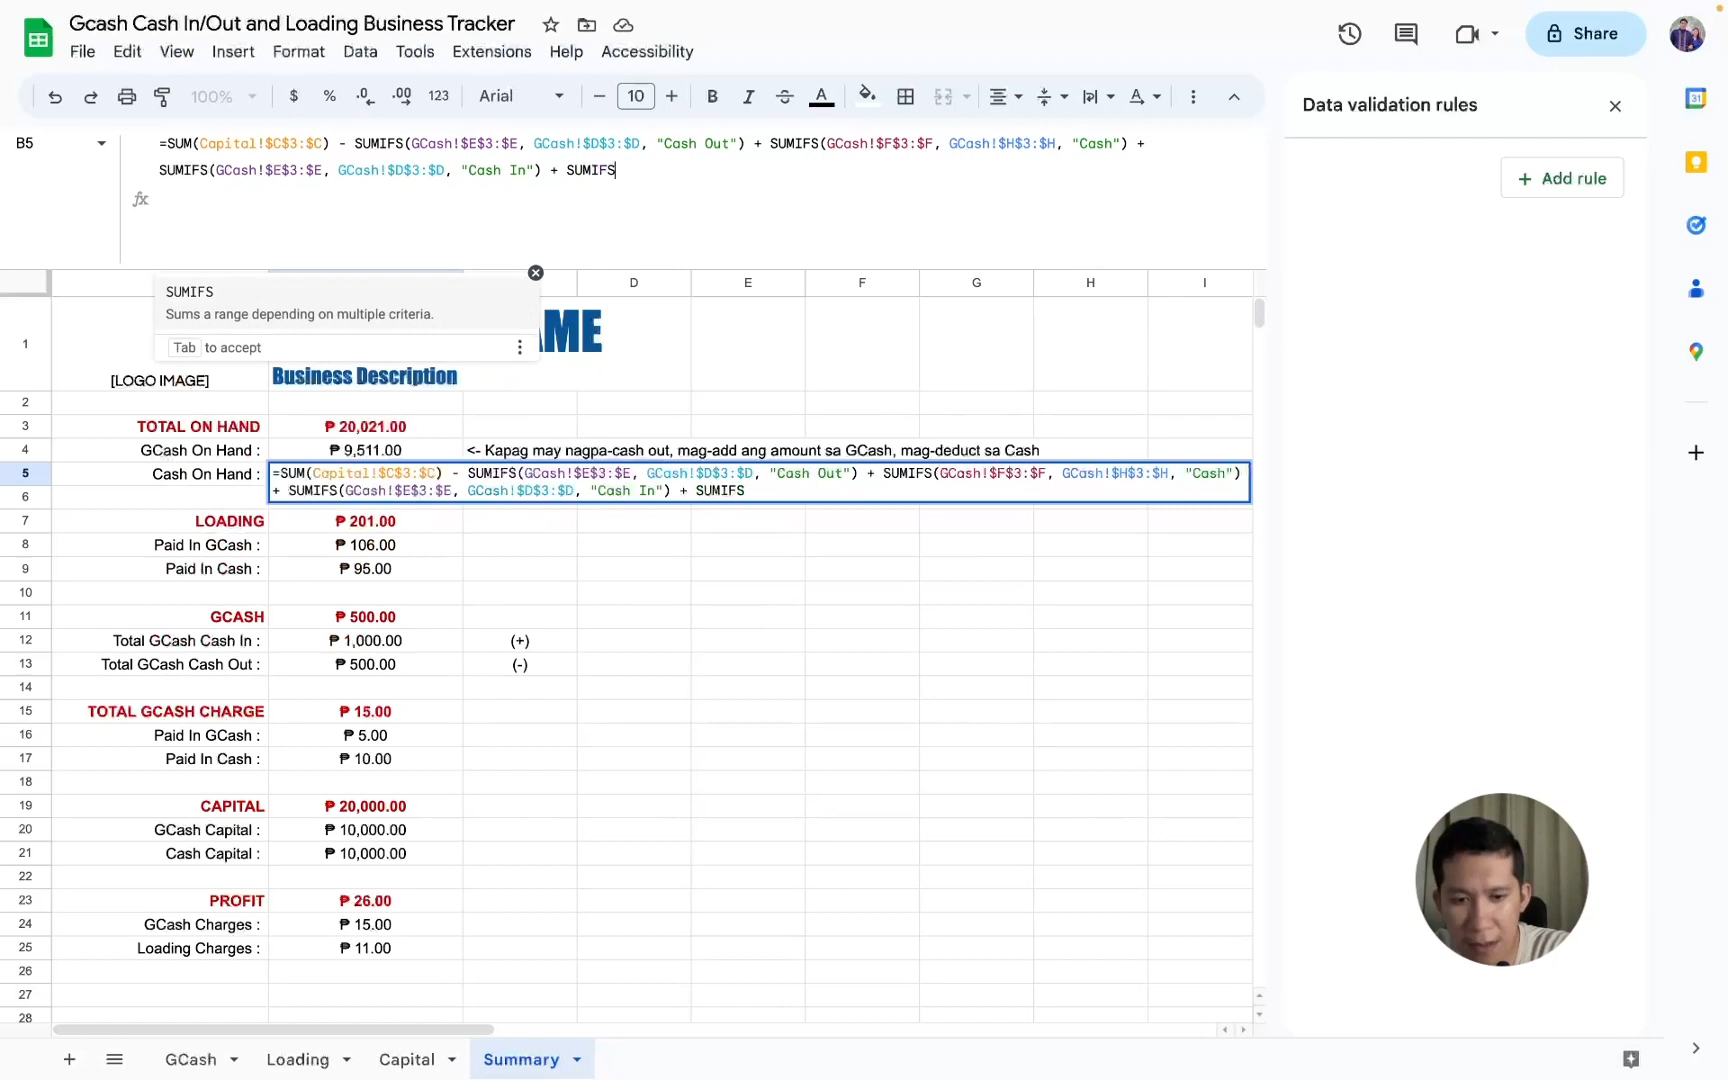 Gcash Cash In/Out and Loading Business Tracker
File Edit View Insert Format Data Tools Extensions Help Accessibility
Share
100% $ % .0 .00 123 Arial − 10 + B I S A A
Data validation rules
Add rule
B5
=SUM(Capital!$C$3:$C) - SUMIFS(GCash!$E$3:$E, GCash!$D$3:$D, "Cash Out") + SUMIFS(GCash!$F$3:$F, GCash!$H$3:$H, "Cash") +
SUMIFS(GCash!$E$3:$E, GCash!$D$3:$D, "Cash In") + SUMIFS
fx
SUMIFS
Sums a range depending on multiple criteria.
Tab to accept
D E F G H I
1 AME
[LOGO IMAGE] Business Description
2
3 TOTAL ON HAND ₱ 20,021.00
4 GCash On Hand : ₱ 9,511.00 <- Kapag may nagpa-cash out, mag-add ang amount sa GCash, mag-deduct sa Cash
5 Cash On Hand : =SUM(Capital!$C$3:$C) - SUMIFS(GCash!$E$3:$E, GCash!$D$3:$D, "Cash Out") + SUMIFS(GCash!$F$3:$F, GCash!$H$3:$H, "Cash")
6 + SUMIFS(GCash!$E$3:$E, GCash!$D$3:$D, "Cash In") + SUMIFS
7 LOADING ₱ 201.00
8 Paid In GCash : ₱ 106.00
9 Paid In Cash : ₱ 95.00
10
11 GCASH ₱ 500.00
12 Total GCash Cash In : ₱ 1,000.00 (+)
13 Total GCash Cash Out : ₱ 500.00 (-)
14
15 TOTAL GCASH CHARGE ₱ 15.00
16 Paid In GCash : ₱ 5.00
17 Paid In Cash : ₱ 10.00
18
19 CAPITAL ₱ 20,000.00
20 GCash Capital : ₱ 10,000.00
21 Cash Capital : ₱ 10,000.00
22
23 PROFIT ₱ 26.00
24 GCash Charges : ₱ 15.00
25 Loading Charges : ₱ 11.00
26
27
28
GCash Loading Capital Summary
31